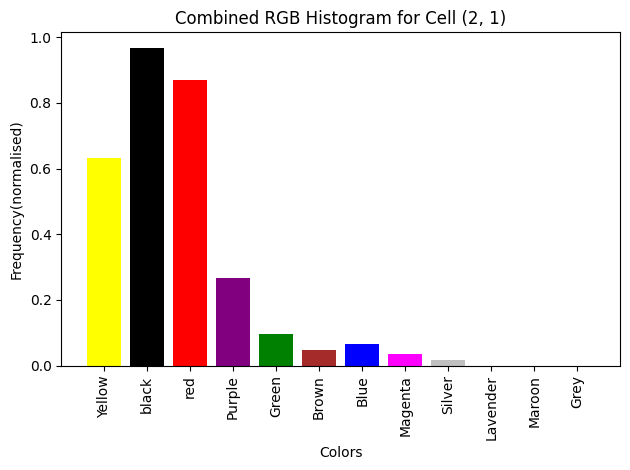 Combined RGB Histogram for Cell (2, 1)
Frequency(normalised)
1.0
0.8
0.6
0.4
0.2
0.0
Yellow
black
red
Purple
Green
Brown
Blue
Magenta
Silver
Lavender
Maroon
Grey
Colors